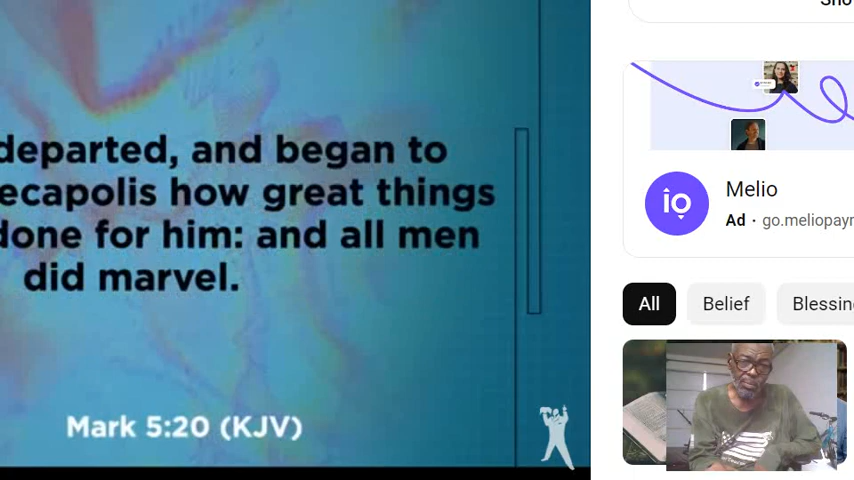 departed, and began to
ecapolis how great things
done for him: and all men
did marvel.
Mark 5:20 (KJV)
Melio
Ad · go.meliopayr
All
Belief
Blessin